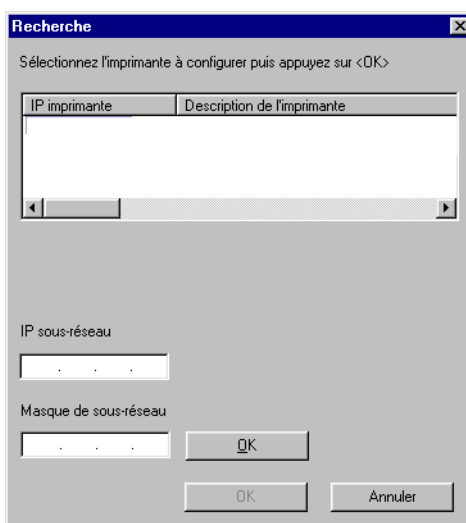 Recherche
Sélectionnez l'imprimante à configurer puis appuyez sur <OK>
IP imprimante Description de l'imprimante
IP sous-réseau
. . .
Masque de sous-réseau
. . . OK
OK Annuler